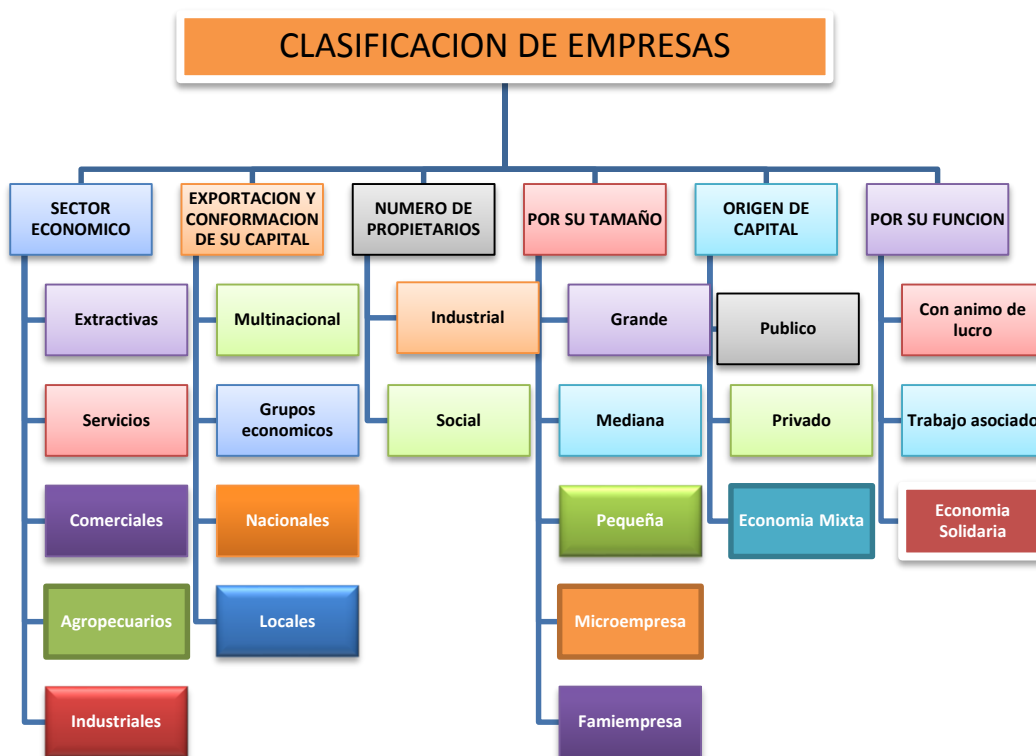 CLASIFICACION DE EMPRESAS
SECTOR
ECONOMICO
Extractivas
Servicios
Comerciales
Agropecuarios
Industriales
EXPORTACION Y
CONFORMACION
DE SU CAPITAL
Multinacional
Grupos
economicos
Nacionales
Locales
NUMERO DE
PROPIETARIOS
Industrial
Social
POR SU TAMAÑO
Grande
Mediana
Pequeña
Microempresa
Famiempresa
ORIGEN DE
CAPITAL
Publico
Privado
Economia Mixta
POR SU FUNCION
Con animo de
lucro
Trabajo asociado
Economia
Solidaria